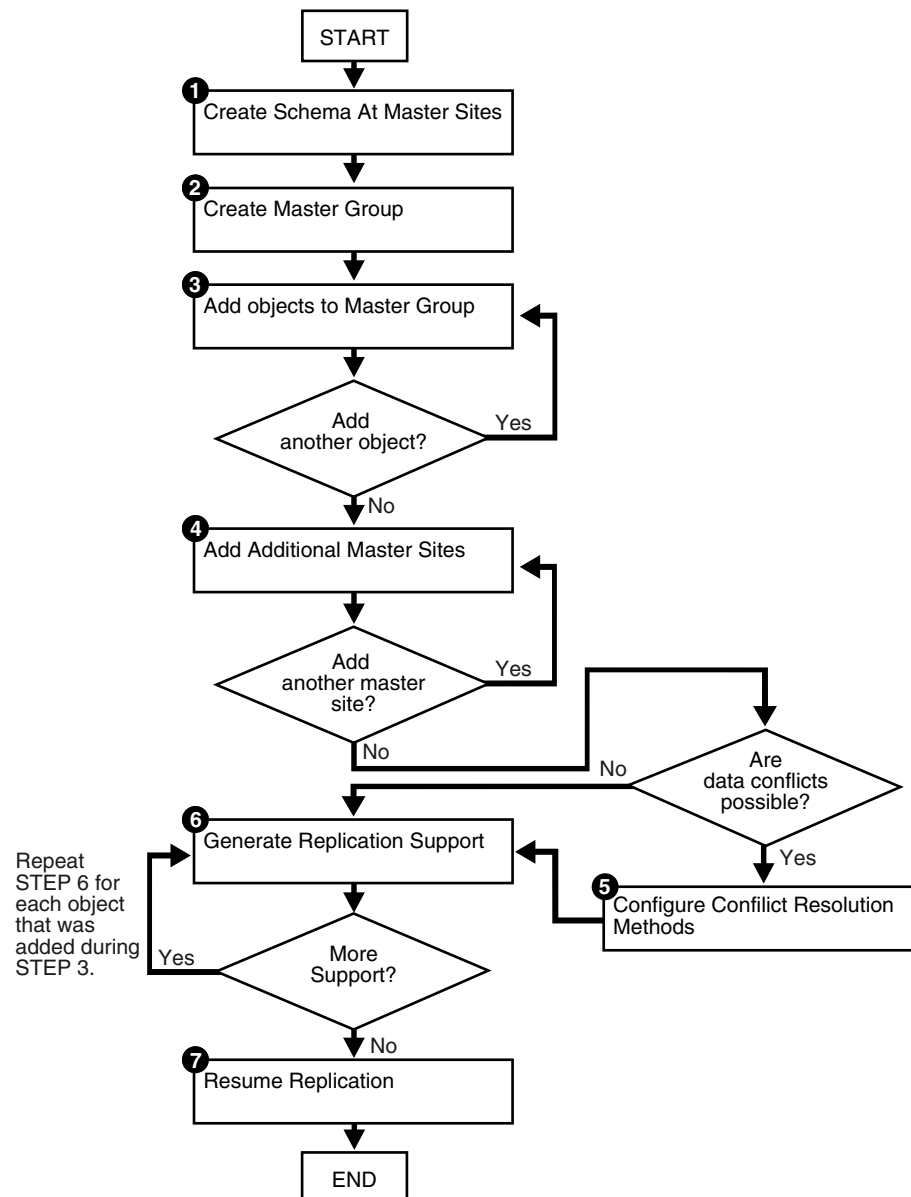 START
1
Create Schema At Master Sites
2
Create Master Group
3
Add objects to Master Group
Add
another object?
Yes
No
4
Add Additional Master Sites
Add
another master
site?
Yes
No
Are
data conflicts
possible?
No
Yes
5
Configure Confilict Resolution
Methods
6
Generate Replication Support
Repeat
STEP 6 for
each object
that was
added during
STEP 3.
More
Support?
Yes
No
7
Resume Replication
END